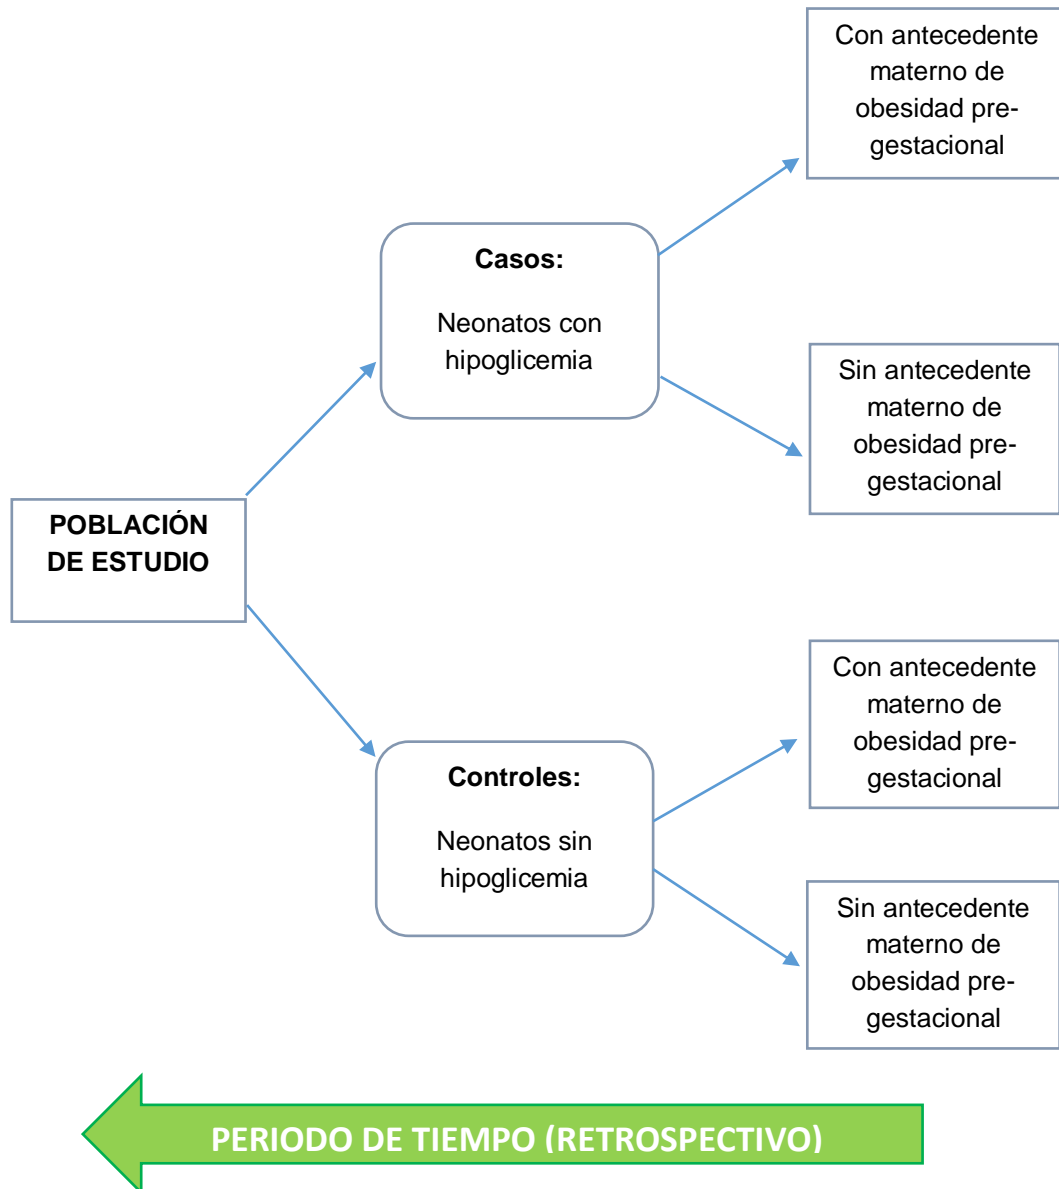 Con antecedente
materno de
obesidad pre-
gestacional
Casos:
Neonatos con
hipoglicemia
Sin antecedente
materno de
obesidad pre-
gestacional
POBLACIÓN
DE ESTUDIO
Con antecedente
materno de
obesidad pre-
gestacional
Controles:
Neonatos sin
hipoglicemia
Sin antecedente
materno de
obesidad pre-
gestacional
PERIODO DE TIEMPO (RETROSPECTIVO)